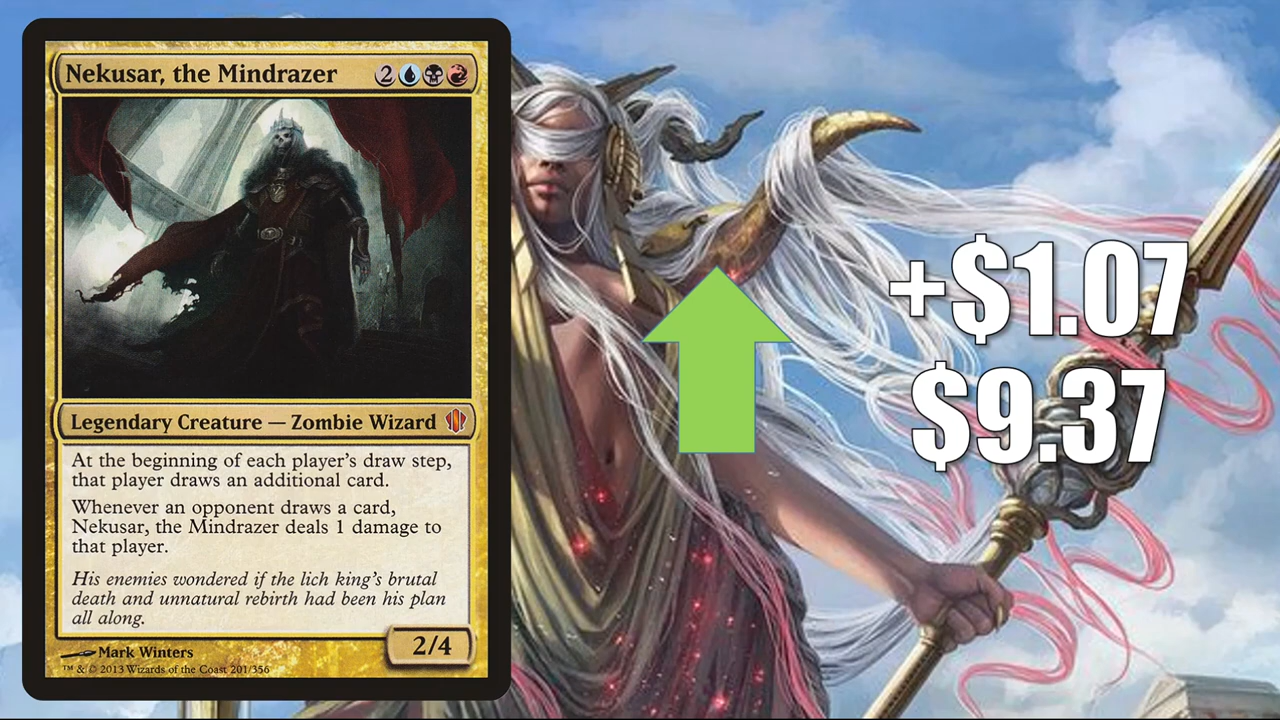 Nekusar, the Mindrazer 2
Legendary Creature — Zombie Wizard
At the beginning of each player's draw step,
that player draws an additional card.
Whenever an opponent draws a card,
Nekusar, the Mindrazer deals 1 damage to
that player.
His enemies wondered if the lich king's brutal
death and unnatural rebirth had been his plan
all along.
2/4
Mark Winters
™ & © 2013 Wizards of the Coast 201/356
+$1.07
$9.37